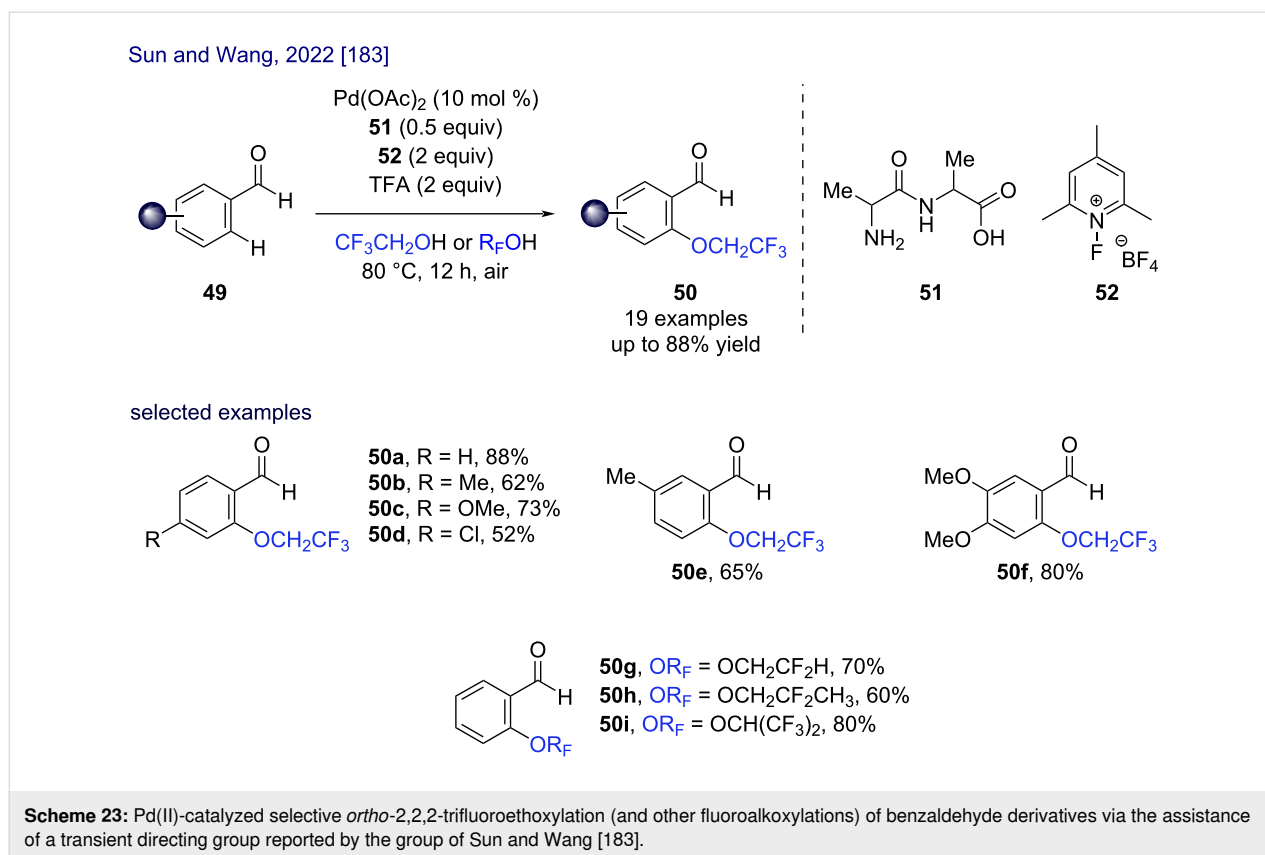 Sun and Wang, 2022 [183]
Pd(OAc)₂ (10 mol %)
51 (0.5 equiv)
52 (2 equiv)
TFA (2 equiv)
CF₃CH₂OH or R_FOH
80 °C, 12 h, air
O
H
H
49
O
H
OCH₂CF₃
50
19 examples
up to 88% yield
O
Me
Me
N
H
O
NH₂
OH
51
N
⊕
F
⊖
BF₄
52
selected examples
O
H
R
OCH₂CF₃
50a, R = H, 88%
50b, R = Me, 62%
50c, R = OMe, 73%
50d, R = Cl, 52%
Me
O
H
OCH₂CF₃
50e, 65%
MeO
MeO
O
H
OCH₂CF₃
50f, 80%
O
H
OR_F
50g, OR_F = OCH₂CF₂H, 70%
50h, OR_F = OCH₂CF₂CH₃, 60%
50i, OR_F = OCH(CF₃)₂, 80%
Scheme 23: Pd(II)-catalyzed selective ortho-2,2,2-trifluoroethoxylation (and other fluoroalkoxylations) of benzaldehyde derivatives via the assistance
of a transient directing group reported by the group of Sun and Wang [183].